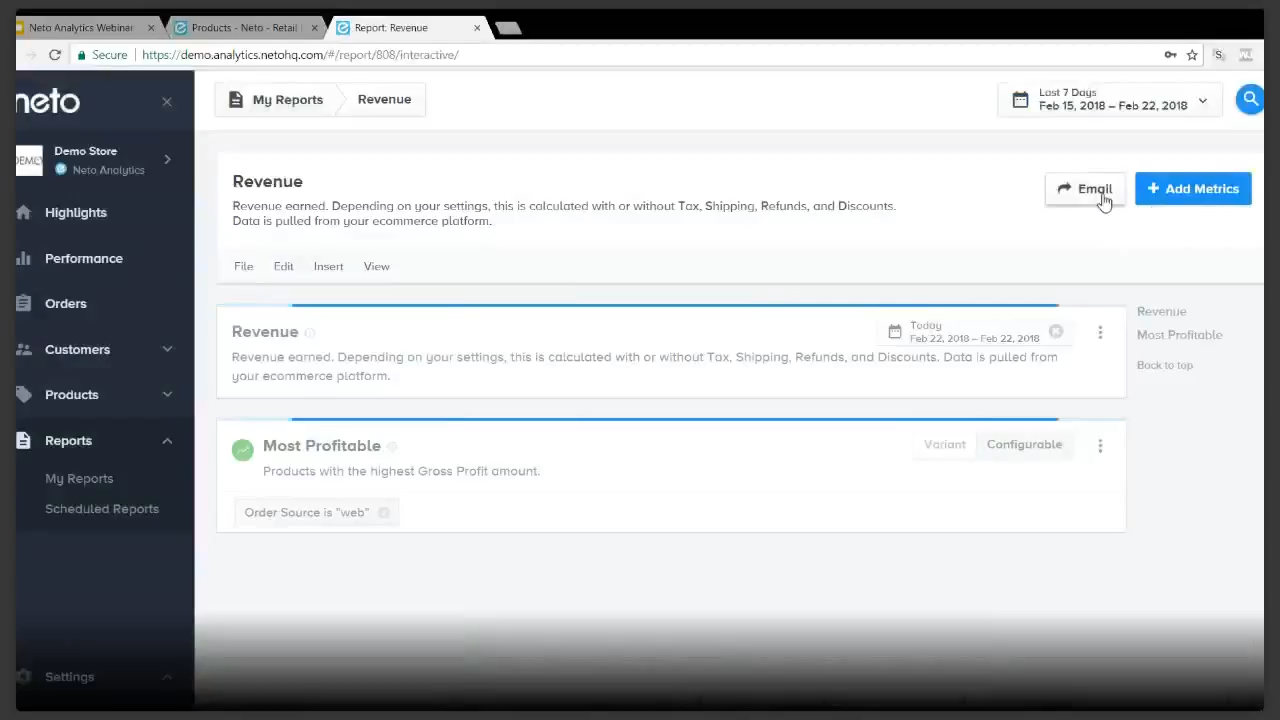 Neto Analytics Webinar
Products - Neto - Retail
Report: Revenue
Secure
https://demo.analytics.netohq.com/#/report/808/interactive/
neto
Demo Store
Neto Analytics
Highlights
Performance
Orders
Customers
Products
Reports
My Reports
Scheduled Reports
Settings
My Reports
Revenue
Last 7 Days
Feb 15, 2018 – Feb 22, 2018
Revenue
Revenue earned. Depending on your settings, this is calculated with or without Tax, Shipping, Refunds, and Discounts.
Data is pulled from your ecommerce platform.
Email
+ Add Metrics
File Edit Insert View
Revenue
Today
Feb 22, 2018 – Feb 22, 2018
Revenue earned. Depending on your settings, this is calculated with or without Tax, Shipping, Refunds, and Discounts. Data is pulled from
your ecommerce platform.
Most Profitable
Variant
Configurable
Products with the highest Gross Profit amount.
Order Source is "web"
Revenue
Most Profitable
Back to top